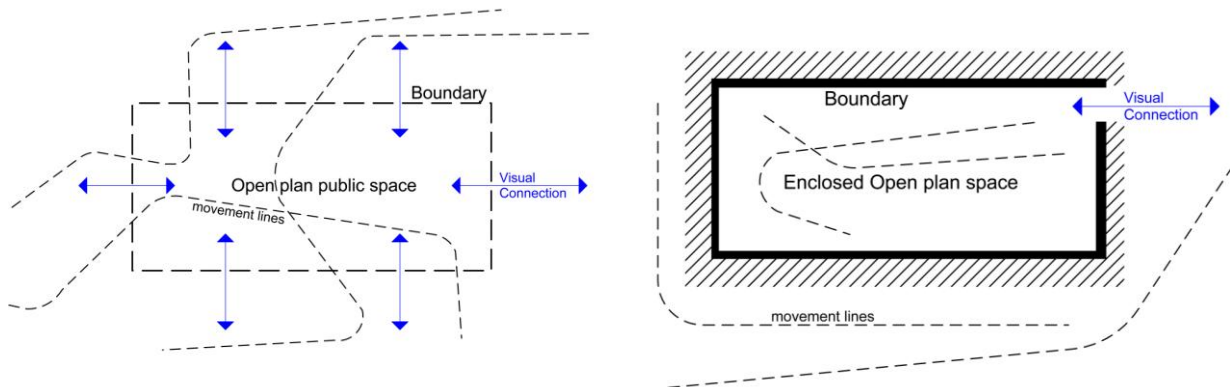 Boundary
Open plan public space
Visual
Connection
movement lines
Boundary
Visual
Connection
Enclosed Open plan space
movement lines